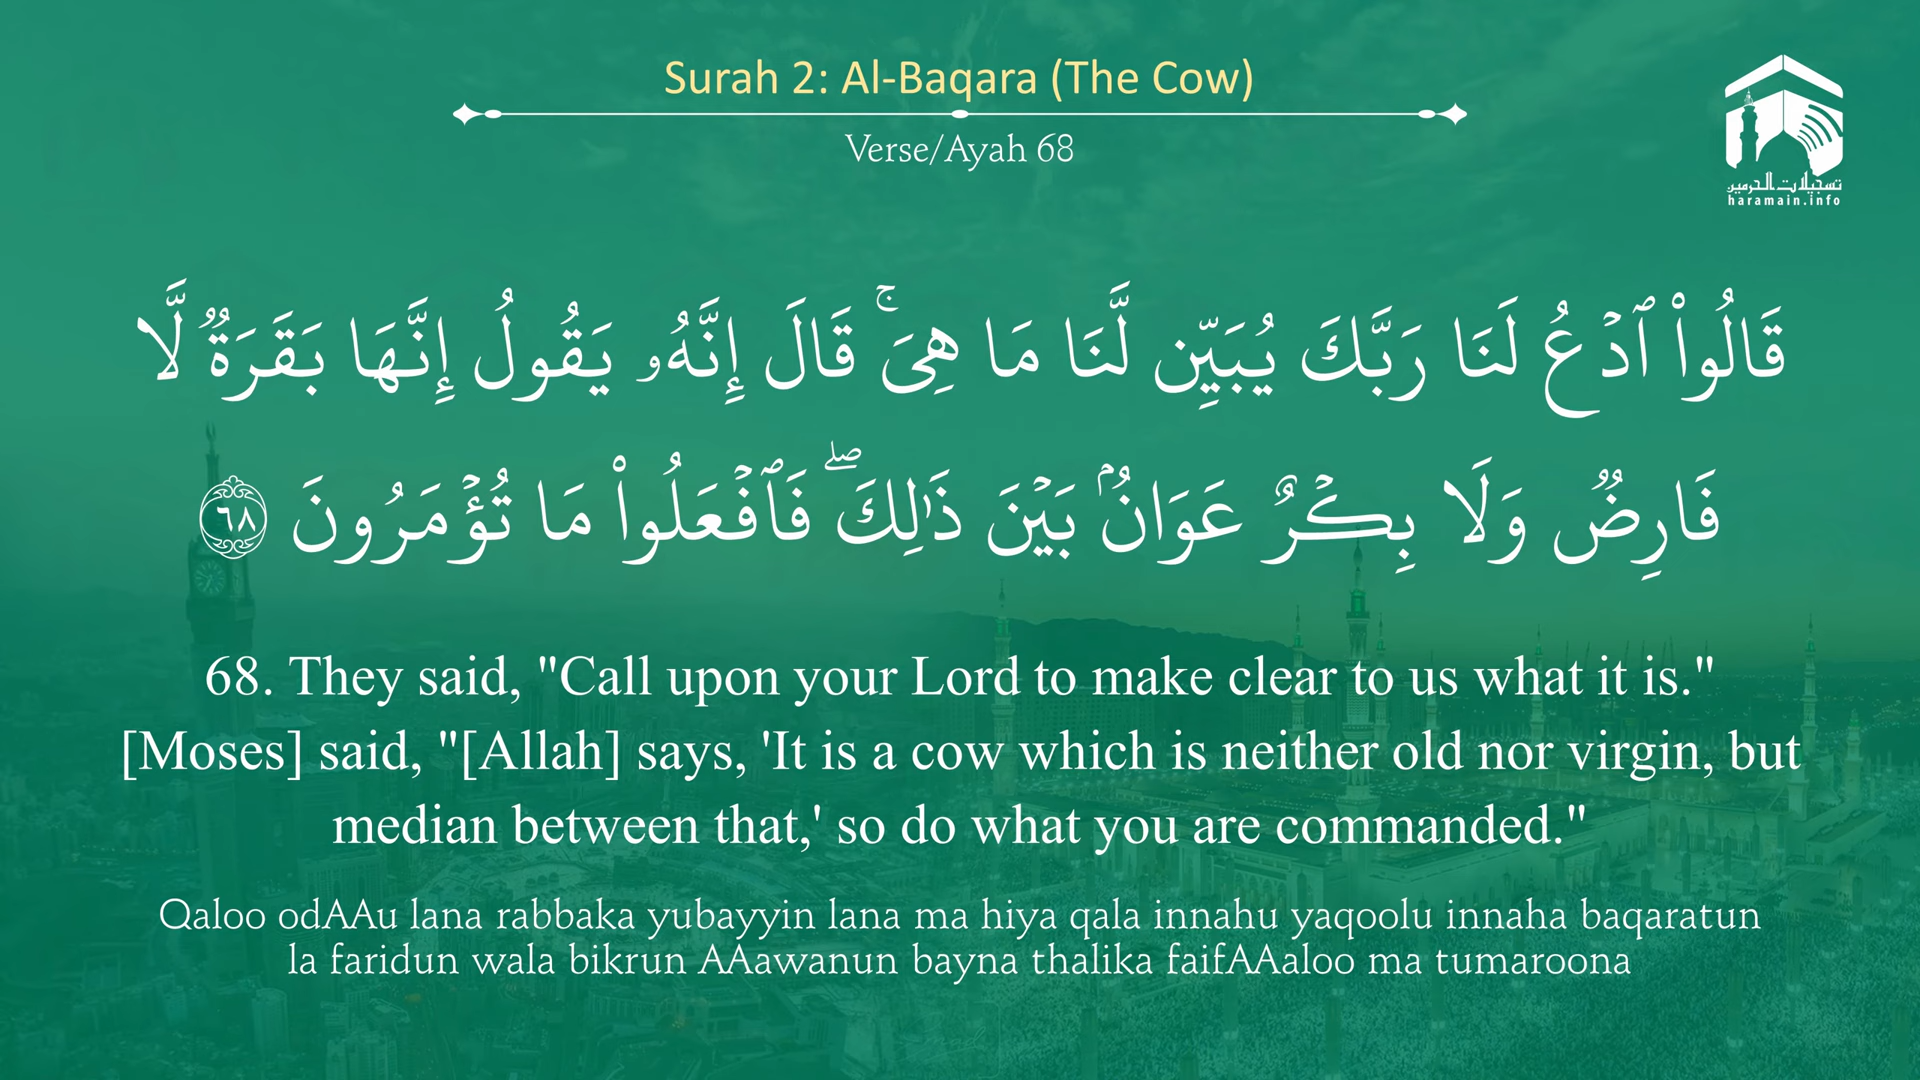 Surah 2: Al-Baqara (The Cow)
Verse/Ayah 68
تسجيلات الحرمين
haramain.info
قَالُوا۟ ٱدْعُ لَنَا رَبَّكَ يُبَيِّن لَّنَا مَا هِىَ ۚ قَالَ إِنَّهُۥ يَقُولُ إِنَّهَا بَقَرَةٌ لَّا
فَارِضٌ وَلَا بِكْرٌ عَوَانٌۢ بَيْنَ ذَٰلِكَ ۖ فَٱفْعَلُوا۟ مَا تُؤْمَرُونَ ٦٨
68. They said, "Call upon your Lord to make clear to us what it is."
[Moses] said, "[Allah] says, 'It is a cow which is neither old nor virgin, but
median between that,' so do what you are commanded."
Qaloo odAAu lana rabbaka yubayyin lana ma hiya qala innahu yaqoolu innaha baqaratun
la faridun wala bikrun AAawanun bayna thalika faifAAaloo ma tumaroona